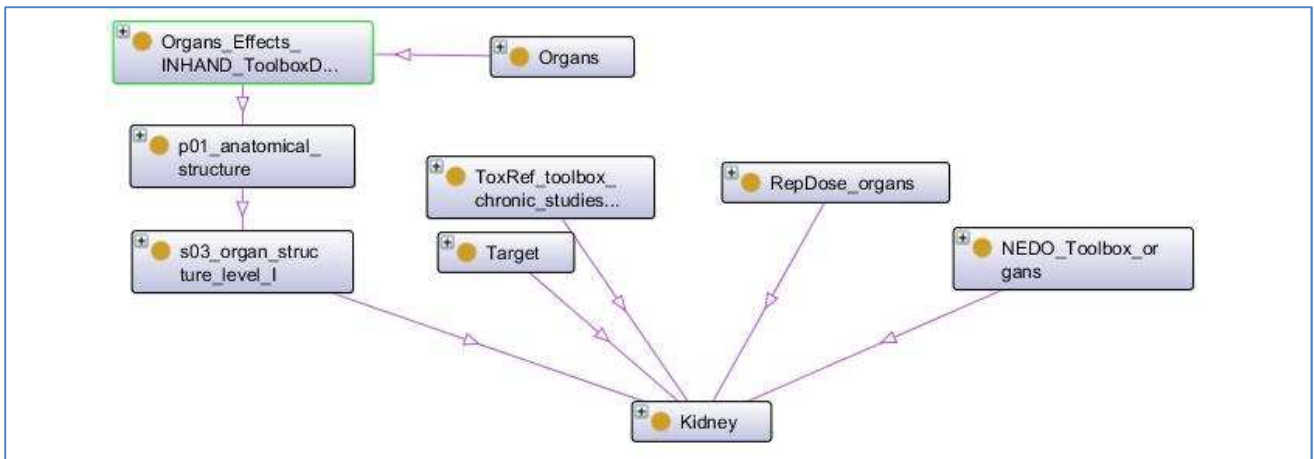 Organs_Effects_
INHAND_ToolboxD...
Organs
p01_anatomical_
structure
ToxRef_toolbox_
chronic_studies...
RepDose_organs
s03_organ_struc
ture_level_I
Target
NEDO_Toolbox_or
gans
Kidney